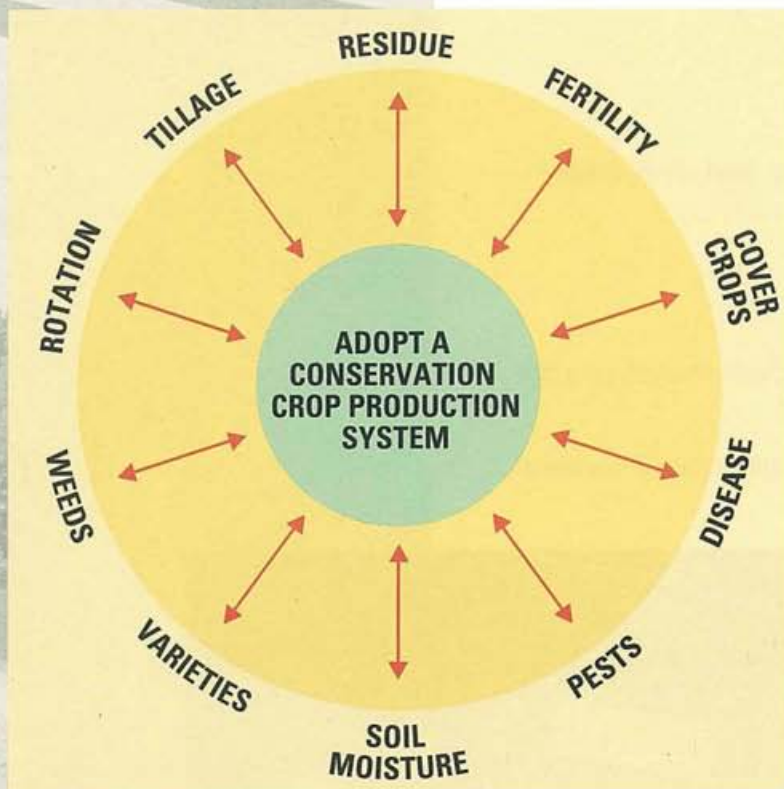 RESIDUE
FERTILITY
COVER
CROPS
DISEASE
PESTS
SOIL
MOISTURE
VARIETIES
WEEDS
ROTATION
TILLAGE
ADOPT A
CONSERVATION
CROP PRODUCTION
SYSTEM